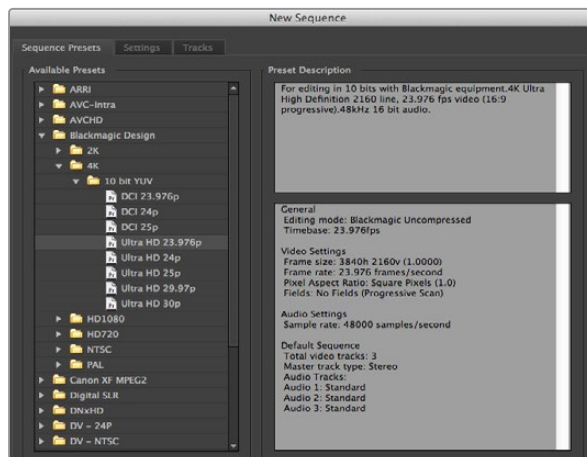 New Sequence
Sequence Presets Settings Tracks
Available Presets
ARRI
AVC-Intra
AVCHD
Blackmagic Design
2K
4K
10 bit YUV
DCI 23.976p
DCI 24p
DCI 25p
Ultra HD 23.976p
Ultra HD 24p
Ultra HD 25p
Ultra HD 29.97p
Ultra HD 30p
HD1080
HD720
NTSC
PAL
Canon XF MPEG2
Digital SLR
DNxHD
DV - 24P
DV - NTSC
Preset Description
For editing in 10 bits with Blackmagic equipment.4K Ultra
High Definition 2160 line, 23.976 fps video (16:9
progressive).48kHz 16 bit audio.
General
Editing mode: Blackmagic Uncompressed
Timebase: 23.976fps
Video Settings
Frame size: 3840h 2160v (1.0000)
Frame rate: 23.976 frames/second
Pixel Aspect Ratio: Square Pixels (1.0)
Fields: No Fields (Progressive Scan)
Audio Settings
Sample rate: 48000 samples/second
Default Sequence
Total video tracks: 3
Master track type: Stereo
Audio Tracks:
Audio 1: Standard
Audio 2: Standard
Audio 3: Standard